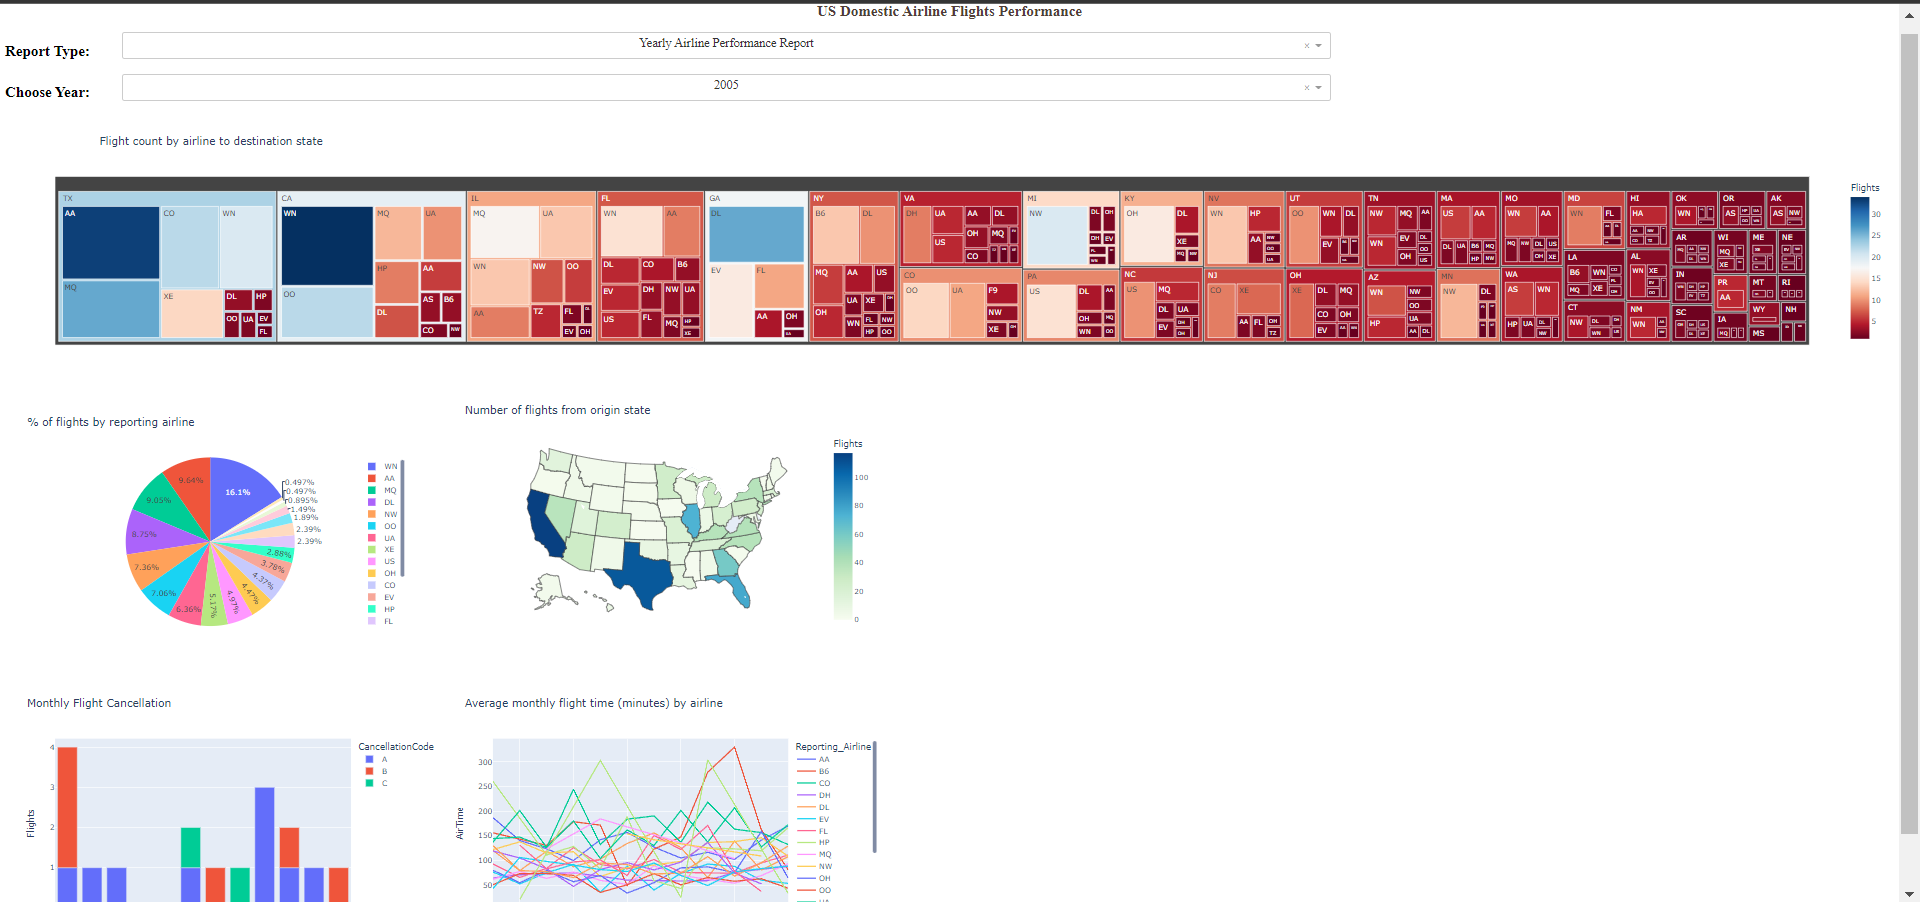 US Domestic Airline Flights Performance
Report Type:
Yearly Airline Performance Report
Choose Year:
2005
Flight count by airline to destination state
TX
CA
IL
FL
GA
NY
VA
MI
KY
NV
UT
TN
MA
MO
MD
HI
OK
OR
AK
AA
CO
WN
WN
MQ
UA
MQ
UA
WN
AA
DL
B6
DL
DH
UA
AA
DL
US
OH
MQ
CO
NW
DL
OH
OH
EV
OH
DL
XE
WN
HP
AA
OO
WN
DL
EV
NW
MQ
AA
WN
EV
DL
OH
US
AA
DL
UA
B6
MQ
HP
NW
WN
AA
MQ
NW
DL
US
OH
XE
WN
FL
HA
WN
AS
AS
NW
MQ
XE
DL
HP
OO
UA
EV
FL
OO
HP
AA
DL
AS
B6
CO
NW
WN
NW
OO
AA
TZ
FL
EV
OH
DL
CO
B6
EV
DH
NW
UA
US
FL
MQ
HP
XE
EV
FL
AA
OH
MQ
AA
US
UA
XE
OH
WN
FL
NW
HP
OO
CO
OO
UA
F9
NW
XE
PA
US
DL
AA
OH
WN
OO
NC
US
MQ
DL
UA
EV
NJ
CO
XE
AA
FL
OH
TZ
OH
XE
DL
MQ
CO
OH
EV
AZ
WN
NW
OO
HP
UA
AA
DL
MN
NW
DL
WA
AS
WN
HP
UA
DL
NW
LA
B6
WN
MQ
XE
CT
NW
DL
WN
AL
WN
XE
EV
NM
WN
AR
IN
SC
WI
MQ
XE
PR
AA
IA
MQ
ME
MT
WY
MS
NE
RI
NH
Flights
30
25
20
15
10
5
% of flights by reporting airline
16.1%
9.64%
9.05%
8.75%
7.36%
7.06%
6.36%
5.17%
4.97%
4.47%
4.37%
3.78%
2.88%
2.39%
2.39%
1.89%
1.49%
0.895%
0.497%
0.497%
WN
AA
MQ
DL
NW
OO
UA
XE
US
OH
CO
EV
HP
FL
Number of flights from origin state
Flights
100
80
60
40
20
0
Monthly Flight Cancellation
Flights
4
3
2
1
CancellationCode
A
B
C
Average monthly flight time (minutes) by airline
AirTime
300
250
200
150
100
50
Reporting_Airline
AA
B6
CO
DH
DL
EV
FL
HP
MQ
NW
OH
OO